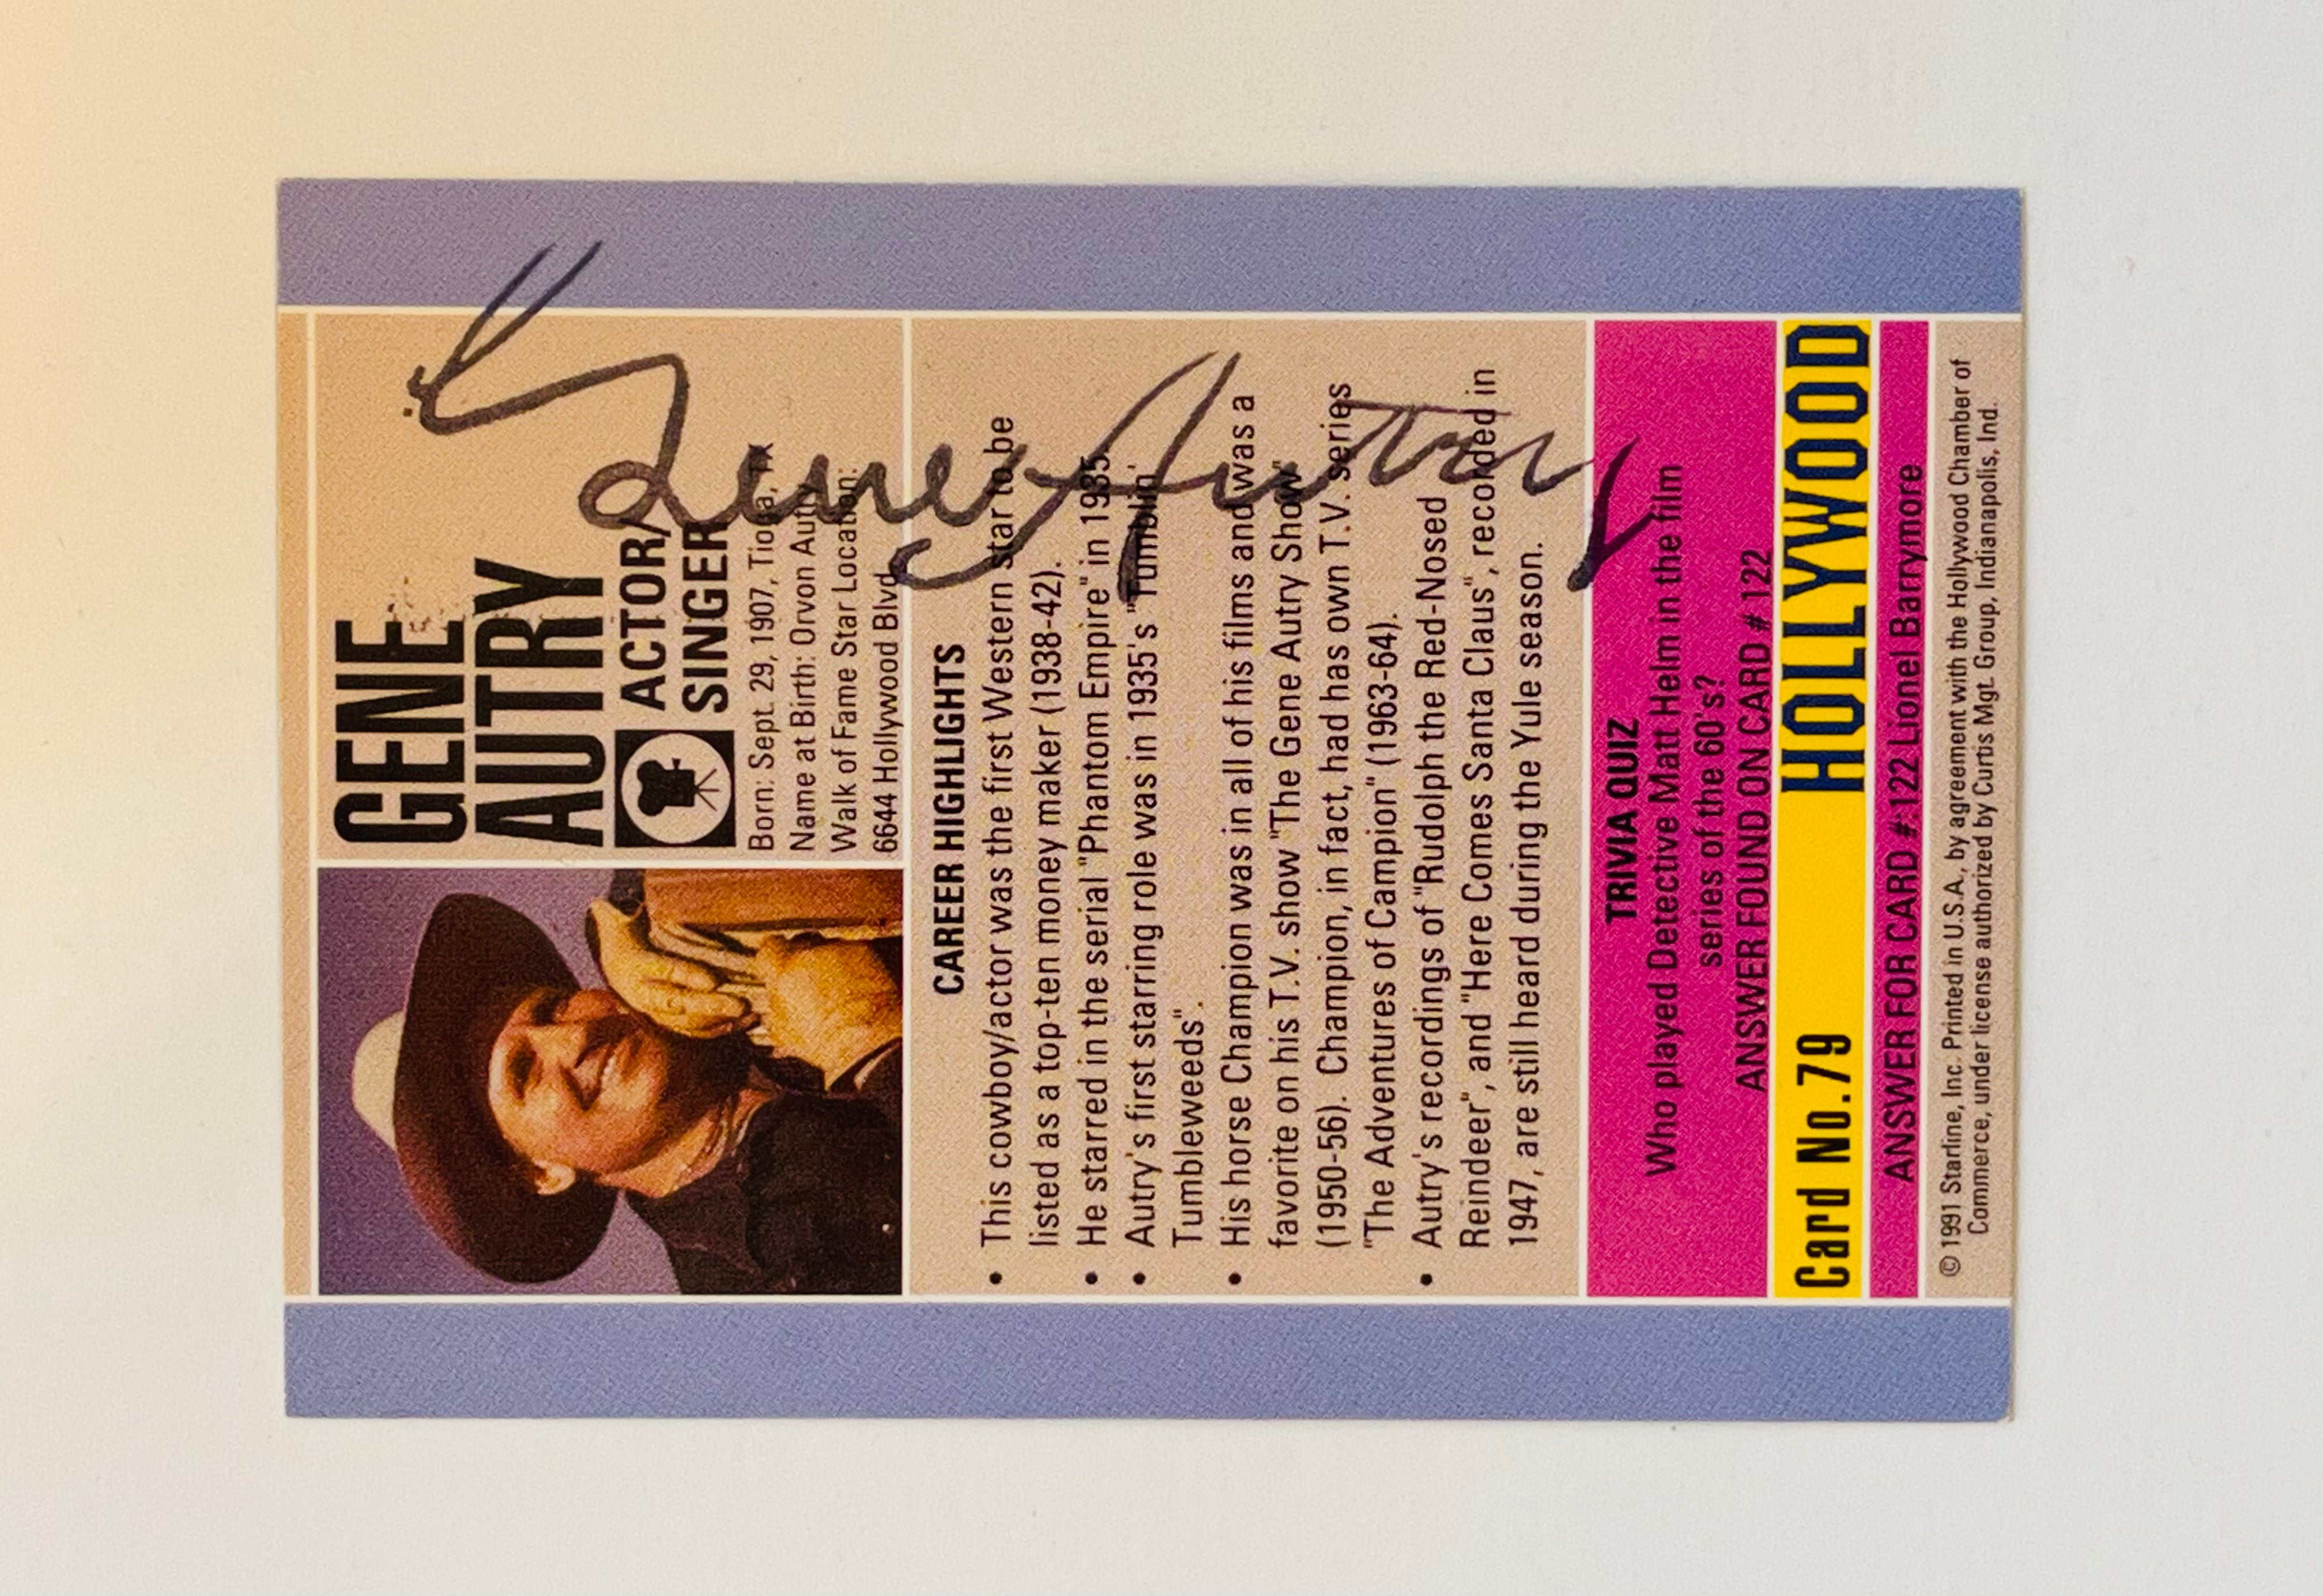 GENE
AUTRY
ACTOR/
SINGER
Born: Sept. 29, 1907, Tioga, TX
Name at Birth: Orvon Autry
Walk of Fame Star Location:
6644 Hollywood Blvd.
Gene Autry
CAREER HIGHLIGHTS
• This cowboy/actor was the first Western star to be
listed as a top-ten money maker (1938-42).
• He starred in the serial "Phantom Empire" in 1935.
• Autry's first starring role was in 1935's "Tumblin'
Tumbleweeds".
• His horse Champion was in all of his films and was a
favorite on his T.V. show "The Gene Autry Show"
(1950-56). Champion, in fact, had has own T.V. series
"The Adventures of Campion" (1963-64).
• Autry's recordings of "Rudolph the Red-Nosed
Reindeer", and "Here Comes Santa Claus", recorded in
1947, are still heard during the Yule season.
TRIVIA QUIZ
Who played Detective Matt Helm in the film
series of the 60's?
ANSWER FOUND ON CARD # 122
Card No. 79 HOLLYWOOD
ANSWER FOR CARD #:122 Lionel Barrymore
© 1991 Starline, Inc. Printed in U.S.A., by agreement with the Hollywood Chamber of
Commerce, under license authorized by Curtis Mgt. Group, Indianapolis, Ind.